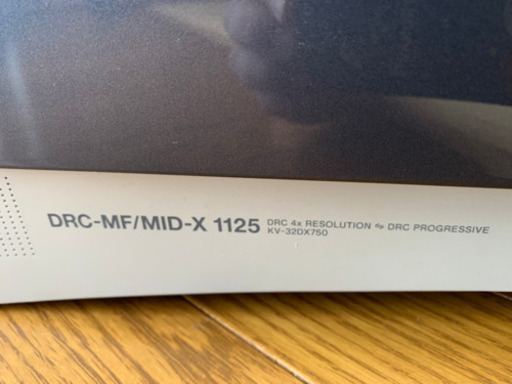 DRC-MF/MID-X 1125
DRC 4x RESOLUTION ⇋ DRC PROGRESSIVE
KV-32DX750